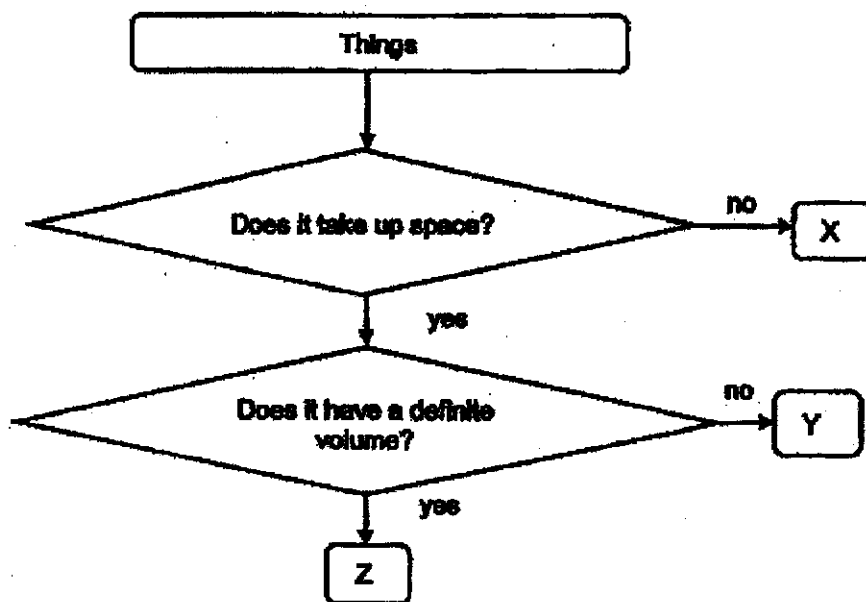 Things
Does it take up space?
no
X
yes
Does it have a definite
volume?
no
Y
yes
Z